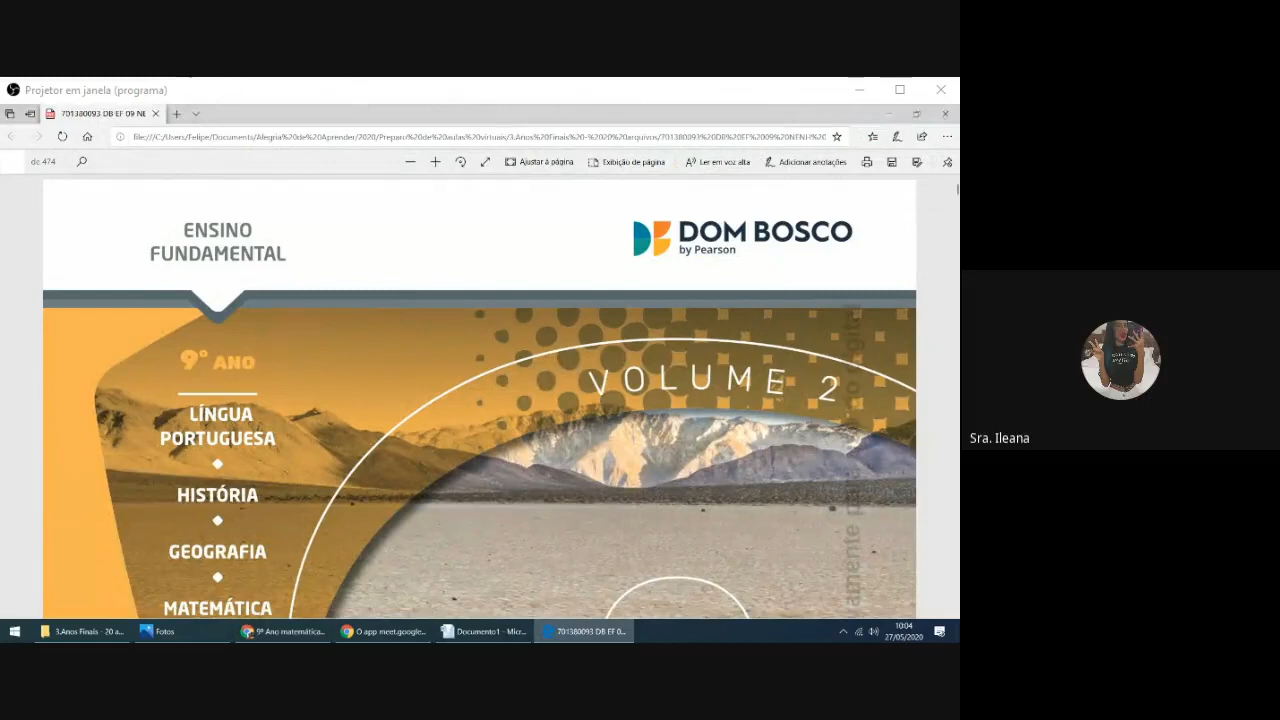 Projetor em janela (programa)
701380093 DB EF 09 NE
de 474
Ajustar à página
Exibição de página
Ler em voz alta
Adicionar anotações
ENSINO
FUNDAMENTAL
DOM BOSCO
by Pearson
9º ANO
VOLUME 2
LÍNGUA
PORTUGUESA
HISTÓRIA
GEOGRAFIA
MATEMÁTICA
Sra. Ileana
3.Anos Finais - 20 a...
Fotos
9º Ano matemática...
O app meet.google...
Documento1 - Micr...
701380093 DB EF 0...
10:04
27/05/2020